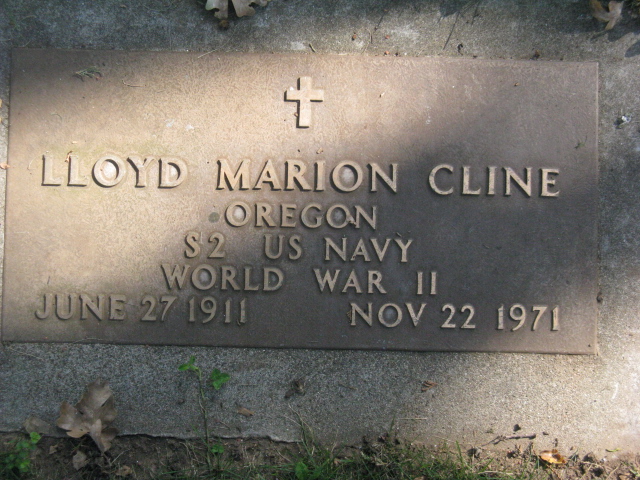 LLOYD MARION CLINE
OREGON
S2 US NAVY
WORLD WAR II
JUNE 27 1911 NOV 22 1971